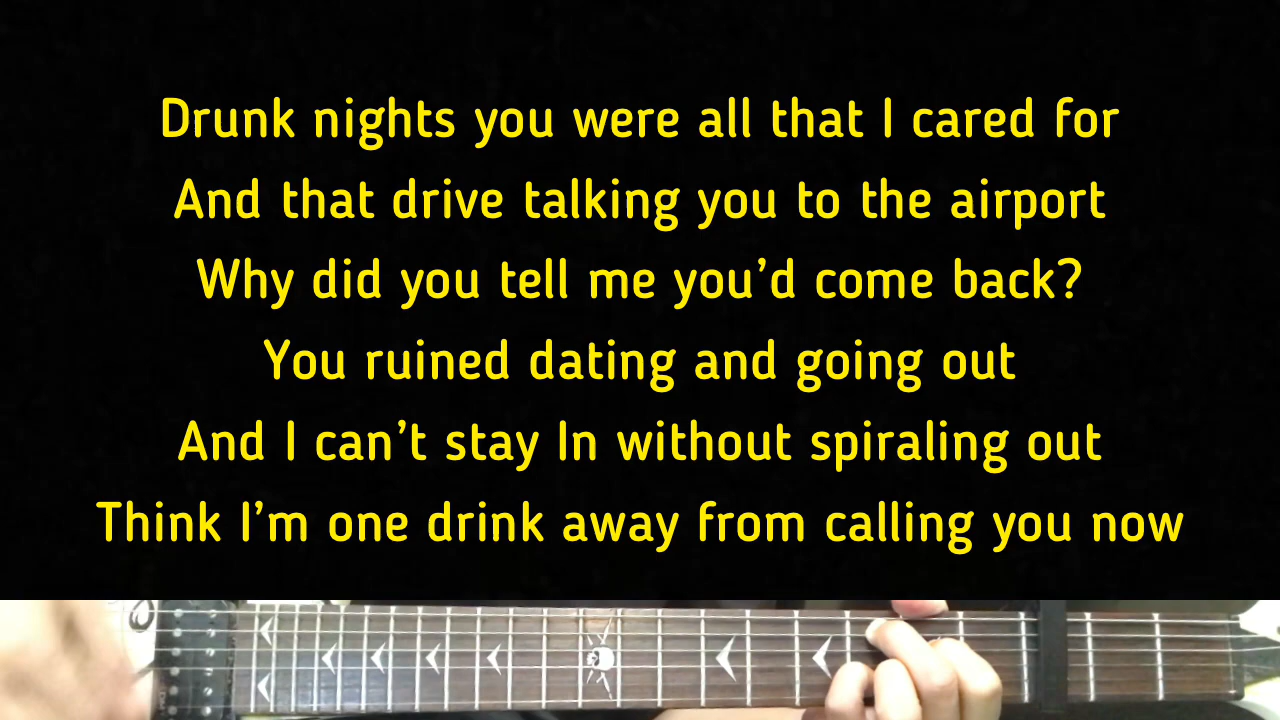 Drunk nights you were all that I cared for
And that drive talking you to the airport
Why did you tell me you’d come back?
You ruined dating and going out
And I can’t stay In without spiraling out
Think I’m one drink away from calling you now